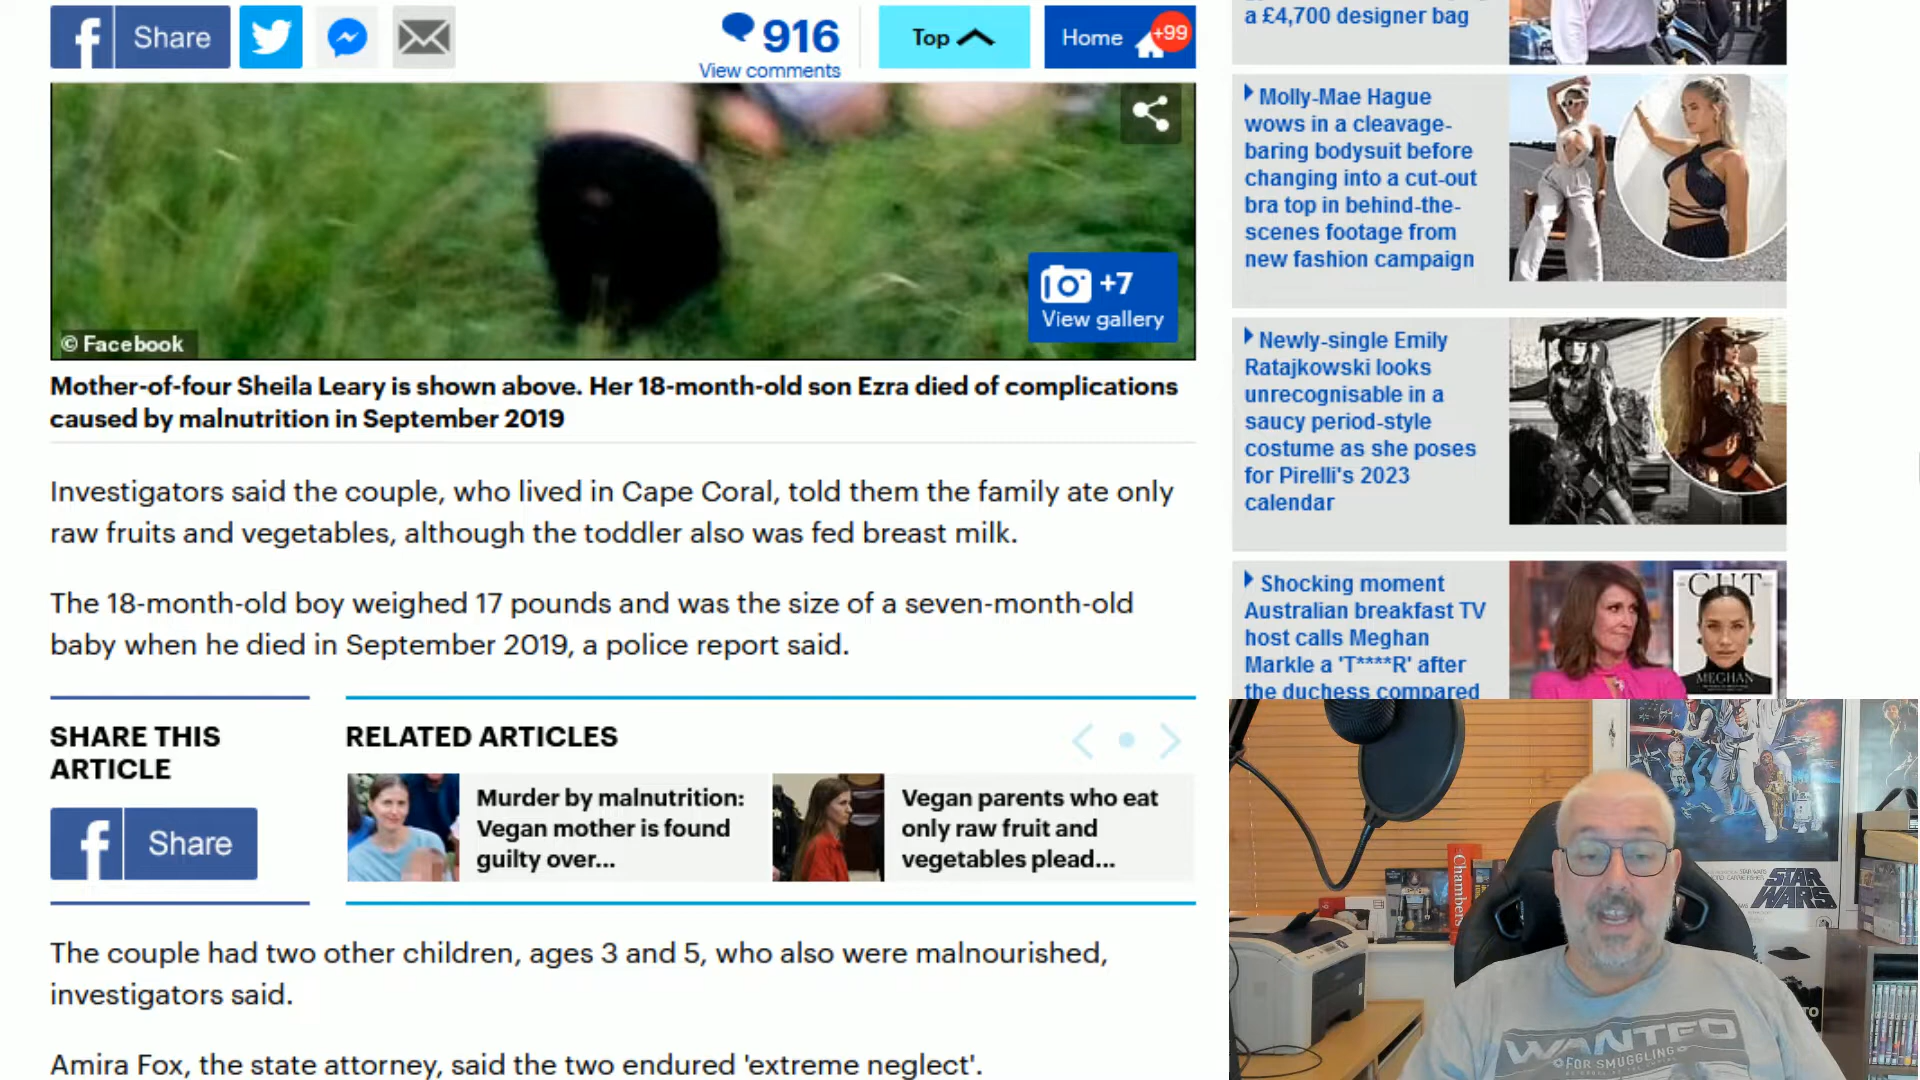 Share
916
View comments
Top
Home
+99
+7
View gallery
© Facebook
Mother-of-four Sheila Leary is shown above. Her 18-month-old son Ezra died of complications
caused by malnutrition in September 2019
Investigators said the couple, who lived in Cape Coral, told them the family ate only
raw fruits and vegetables, although the toddler also was fed breast milk.
The 18-month-old boy weighed 17 pounds and was the size of a seven-month-old
baby when he died in September 2019, a police report said.
SHARE THIS
ARTICLE
Share
RELATED ARTICLES
Murder by malnutrition:
Vegan mother is found
guilty over...
Vegan parents who eat
only raw fruit and
vegetables plead...
The couple had two other children, ages 3 and 5, who also were malnourished,
investigators said.
Amira Fox, the state attorney, said the two endured 'extreme neglect'.
a £4,700 designer bag
Molly-Mae Hague
wows in a cleavage-
baring bodysuit before
changing into a cut-out
bra top in behind-the-
scenes footage from
new fashion campaign
Newly-single Emily
Ratajkowski looks
unrecognisable in a
saucy period-style
costume as she poses
for Pirelli's 2023
calendar
Shocking moment
Australian breakfast TV
host calls Meghan
Markle a 'T****R' after
the duchess compared
CUT
MEGHAN
Chambers
STAR
WARS
WANTED
FOR SMUGGLING